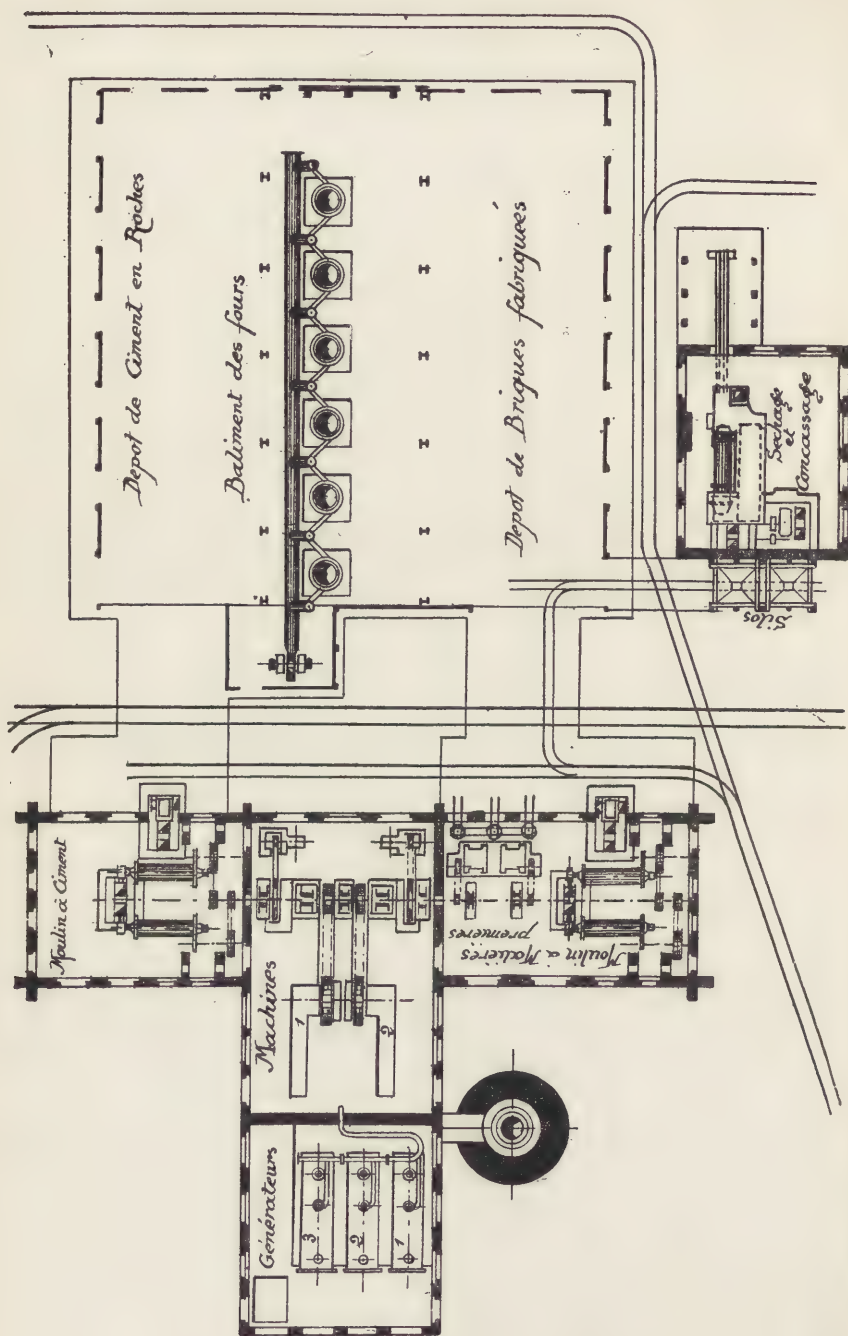 Depot de Ciment en Roches
Batiment des fours
Depot de Briques fabriquées
Sechage
et
Concassage
Silos
Moulin à Ciment
Machines
1
2
Moulin à Matières
premières
Générateurs
3
2
1